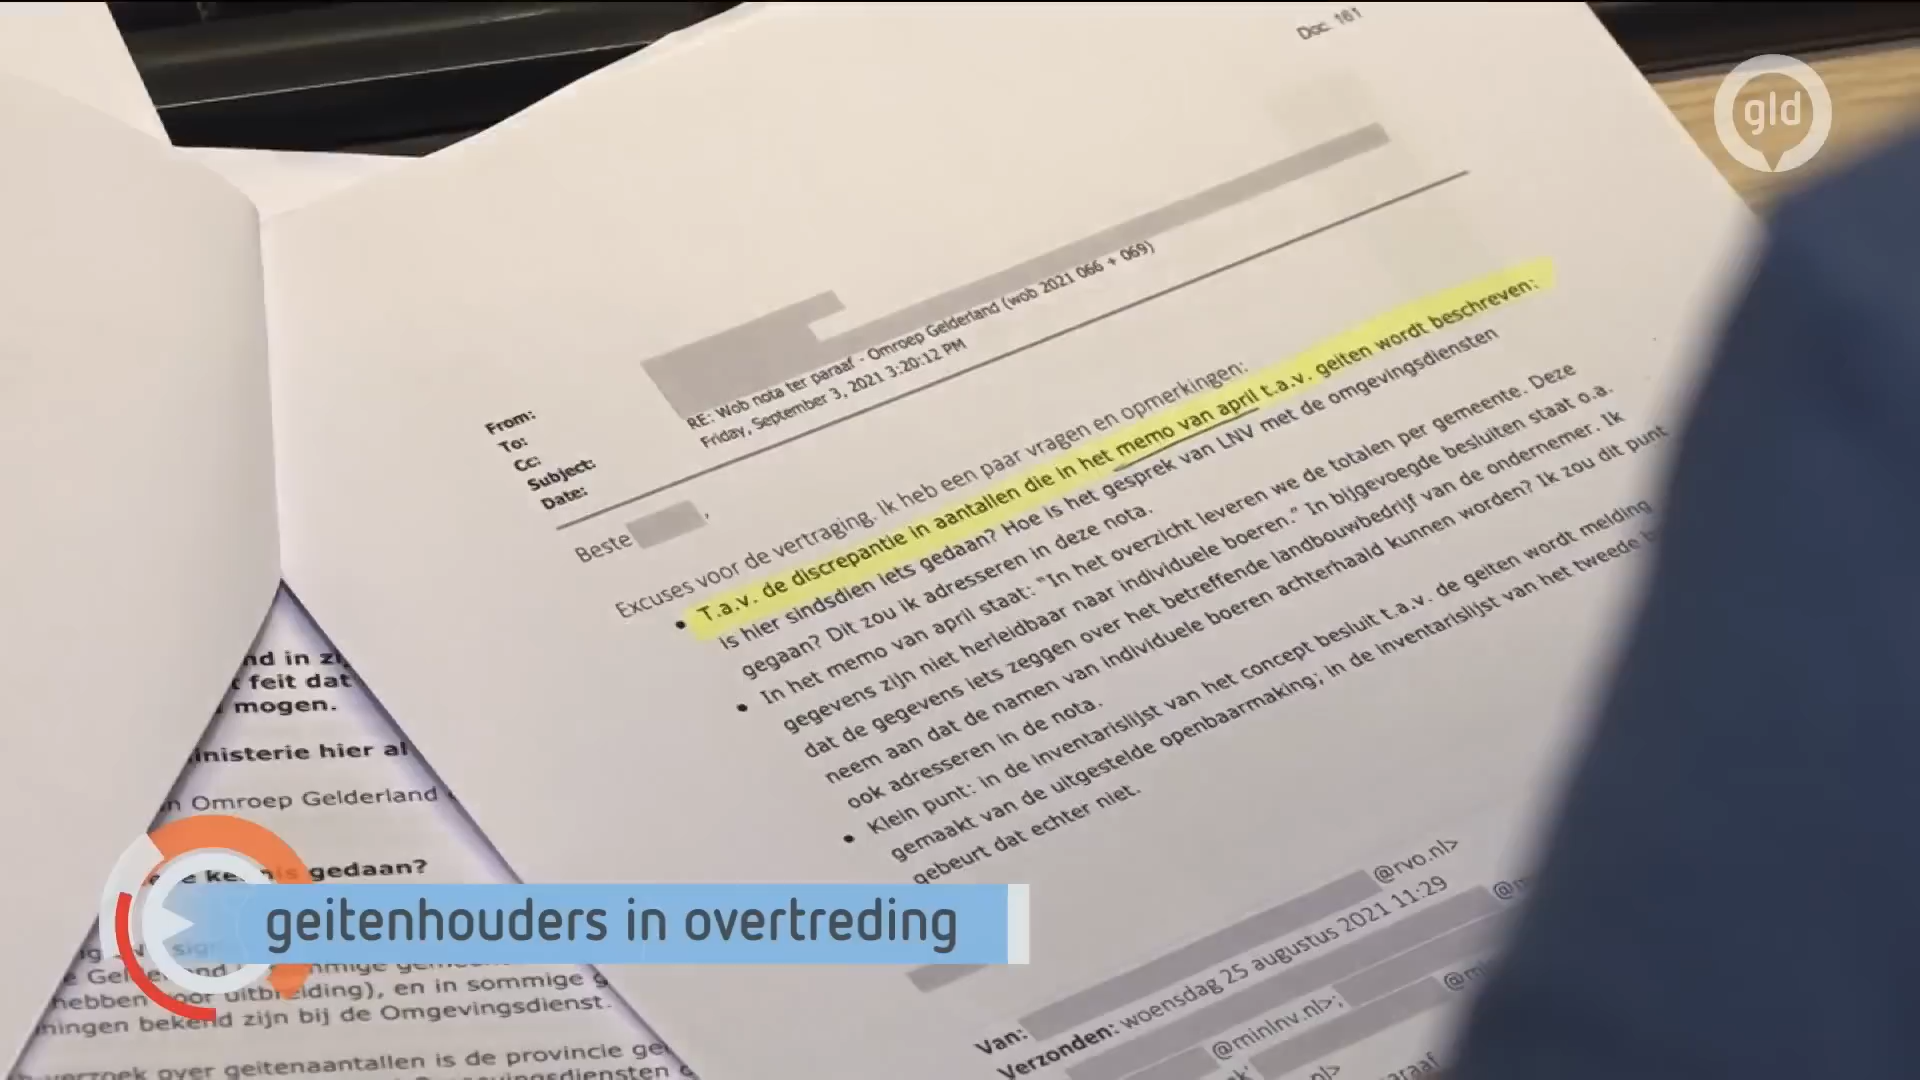 Doc. 161
gld
From:
To:
Cc:
Subject: RE: Wob nota ter paraaf - Omroep Gelderland (wob 2021 066 + 069)
Date: Friday, September 3, 2021 3:20:12 PM
Beste ,
Excuses voor de vertraging. Ik heb een paar vragen en opmerkingen:
• T.a.v. de discrepantie in aantallen die in het memo van april t.a.v. geiten wordt beschreven:
Is hier sindsdien iets gedaan? Hoe is het gesprek van LNV met de omgevingsdiensten
gegaan? Dit zou ik adresseren in deze nota.
• In het memo van april staat: "In het overzicht leveren we de totalen per gemeente. Deze
gegevens zijn niet herleidbaar naar individuele boeren." In bijgevoegde besluiten staat o.a.
dat de gegevens iets zeggen over het betreffende landbouwbedrijf van de ondernemer. Ik
neem aan dat de namen van individuele boeren achterhaald kunnen worden? Ik zou dit punt
ook adresseren in de nota.
• Klein punt: in de inventarislijst van het concept besluit t.a.v. de geiten wordt melding
gemaakt van de uitgestelde openbaarmaking; in de inventarislijst van het tweede
gebeurt dat echter niet.
@rvo.nl>
Van:
Verzonden: woensdag 25 augustus 2021 11:29
@minlnv.nl>;
nd in
feit dat
mogen.
inisterie hier al
n Omroep Gelderland
is gedaan?
geitenhouders in overtreding
hebben voor uitbreiding), en in sommige
ningen bekend zijn bij de Omgevingsdienst.
verzoek over geitenaantallen is de provincie
Omgevingsdiensten